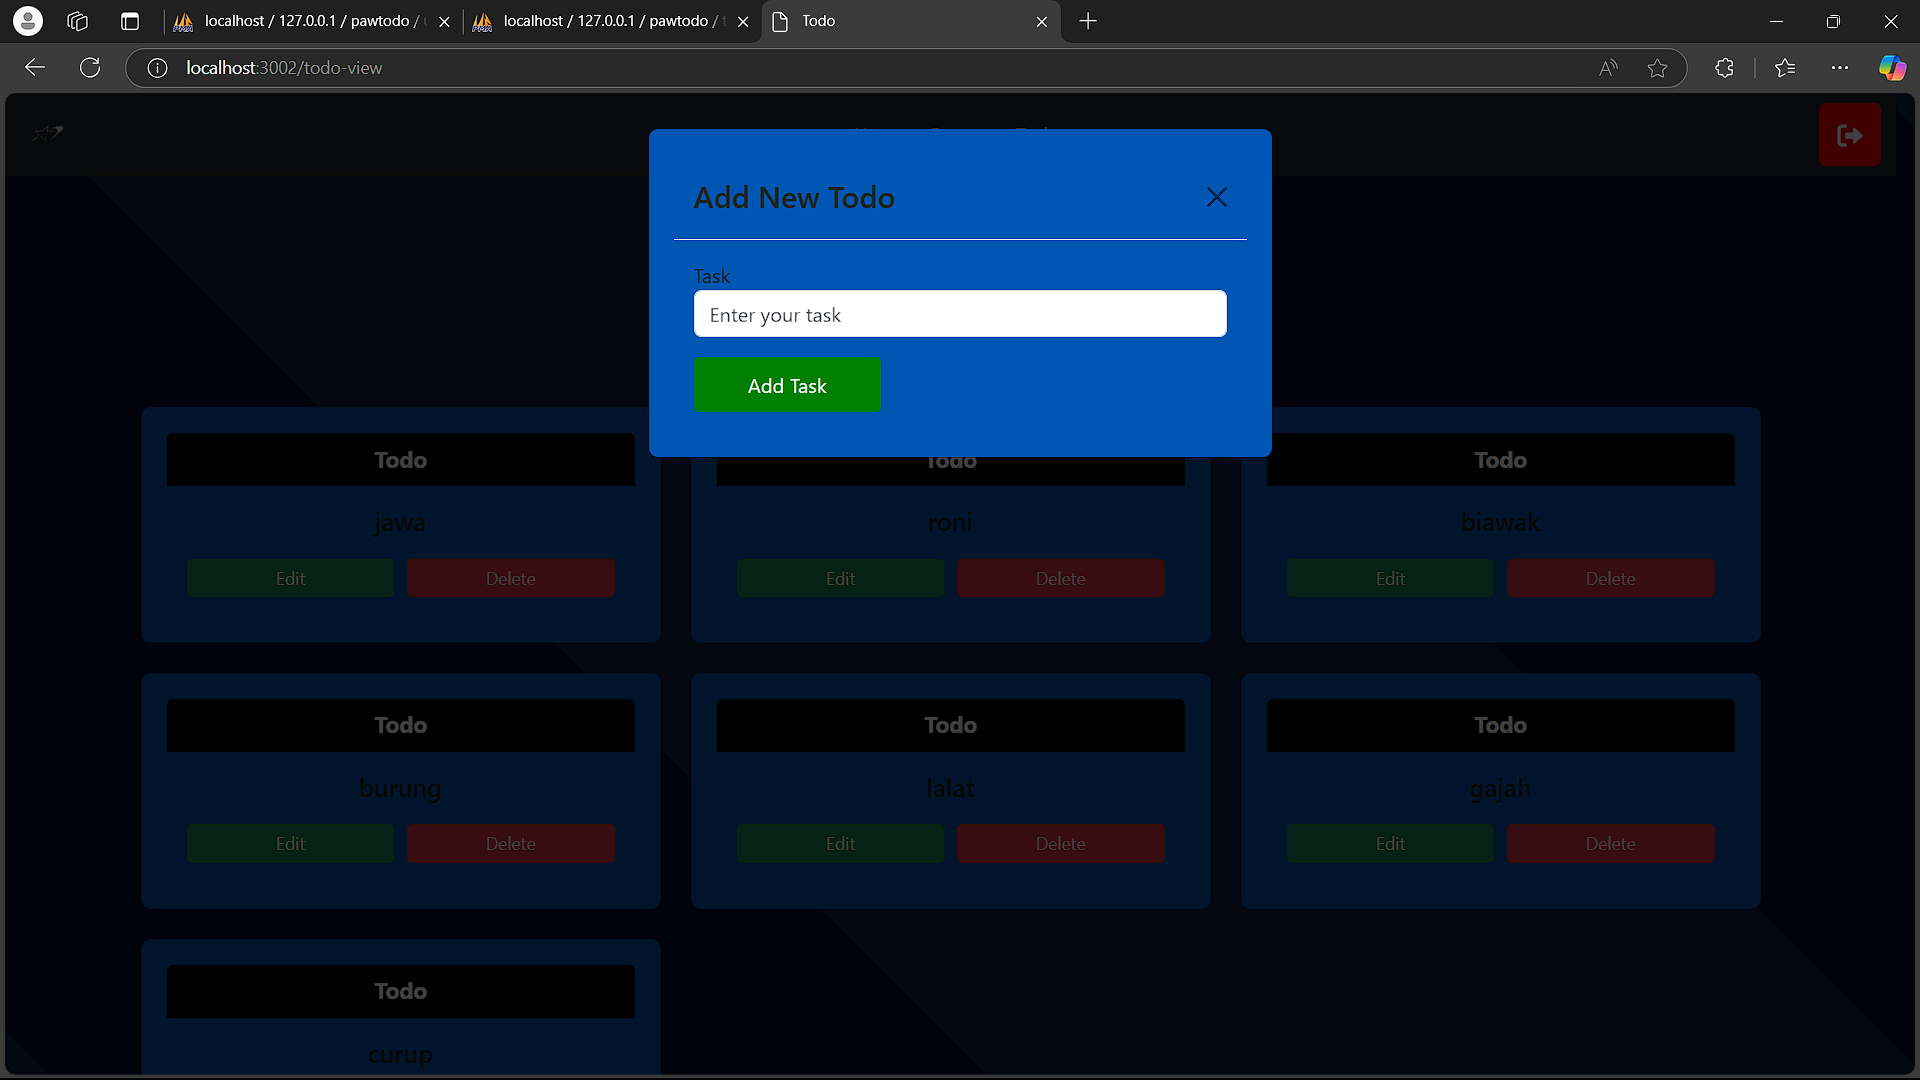 localhost / 127.0.0.1 / pawtodo /
localhost / 127.0.0.1 / pawtodo /
Todo
localhost:3002/todo-view
Add New Todo
Task
Enter your task
Add Task
Todo
Todo
Todo
jawa
roni
biawak
Edit
Delete
Edit
Delete
Edit
Delete
Todo
Todo
Todo
burung
lalat
gajah
Edit
Delete
Edit
Delete
Edit
Delete
Todo
curup